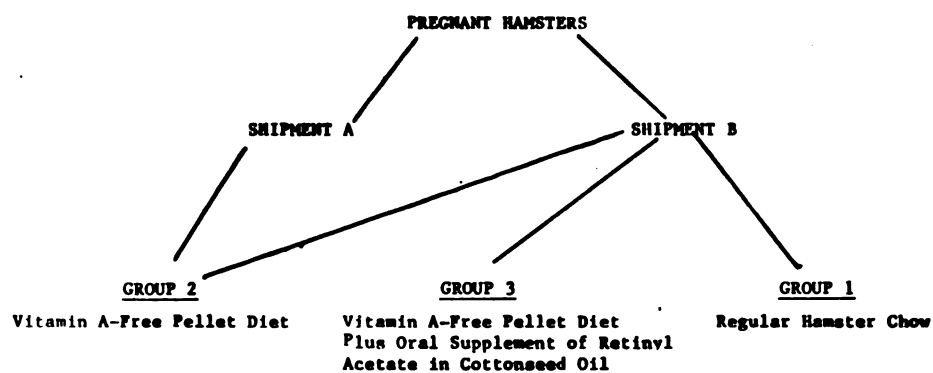 PREGNANT HAMSTERS
SHIPMENT A
SHIPMENT B
GROUP 2
Vitamin A-Free Pellet Diet
GROUP 3
Vitamin A-Free Pellet Diet
Plus Oral Supplement of Retinyl
Acetate in Cottonseed Oil
GROUP 1
Regular Hamster Chow